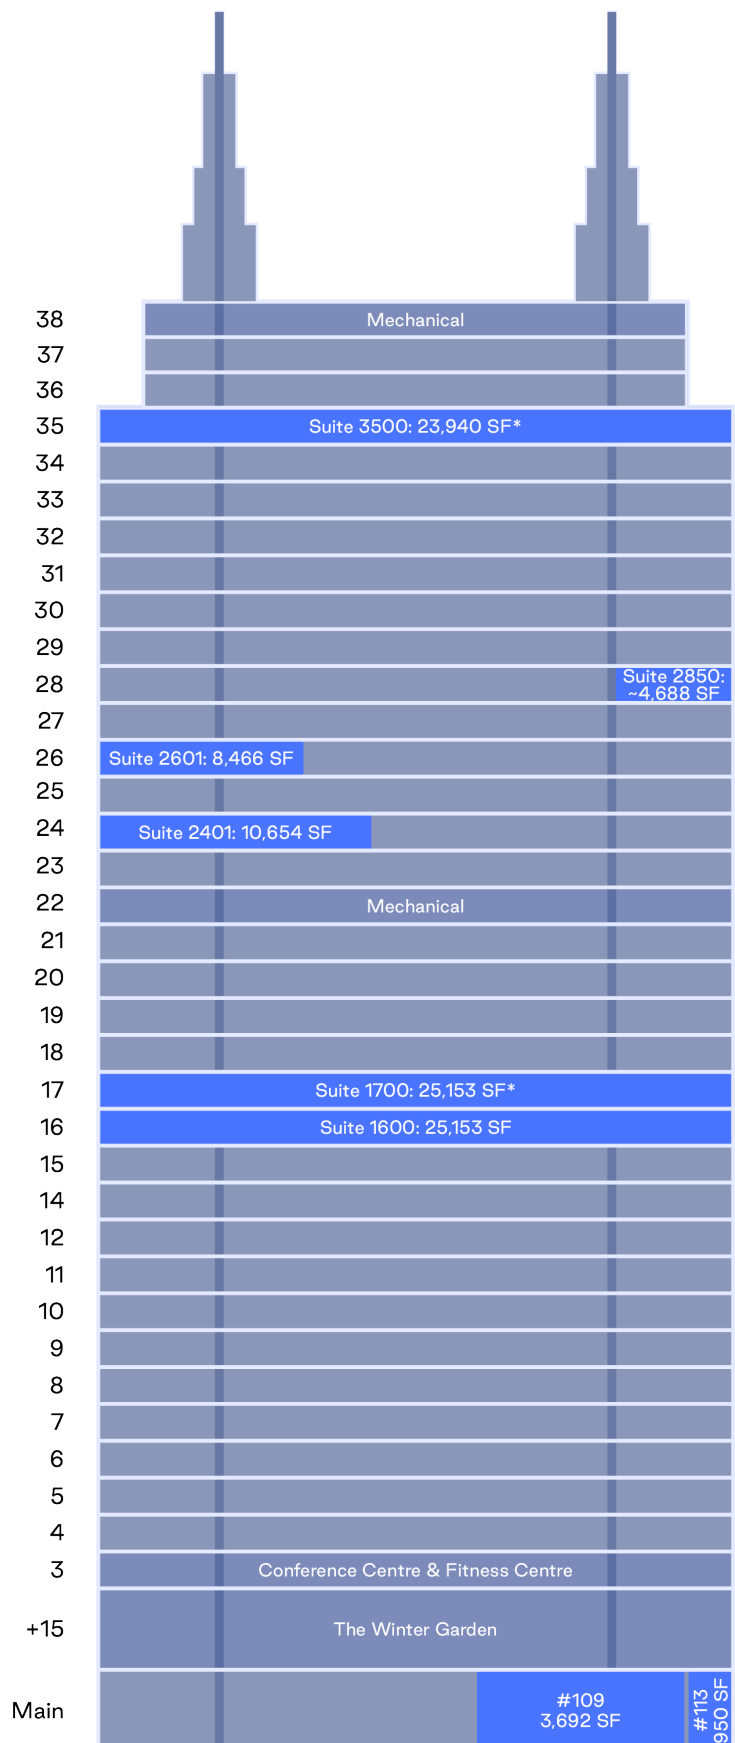 38 Mechanical
37
36
35 Suite 3500: 23,940 SF*
34
33
32
31
30
29
28 Suite 2850:
~4,688 SF
27
26 Suite 2601: 8,466 SF
25
24 Suite 2401: 10,654 SF
23
22 Mechanical
21
20
19
18
17 Suite 1700: 25,153 SF*
16 Suite 1600: 25,153 SF
15
14
12
11
10
9
8
7
6
5
4
3 Conference Centre & Fitness Centre
+15 The Winter Garden
Main
#109
3,692 SF
#113
950 SF